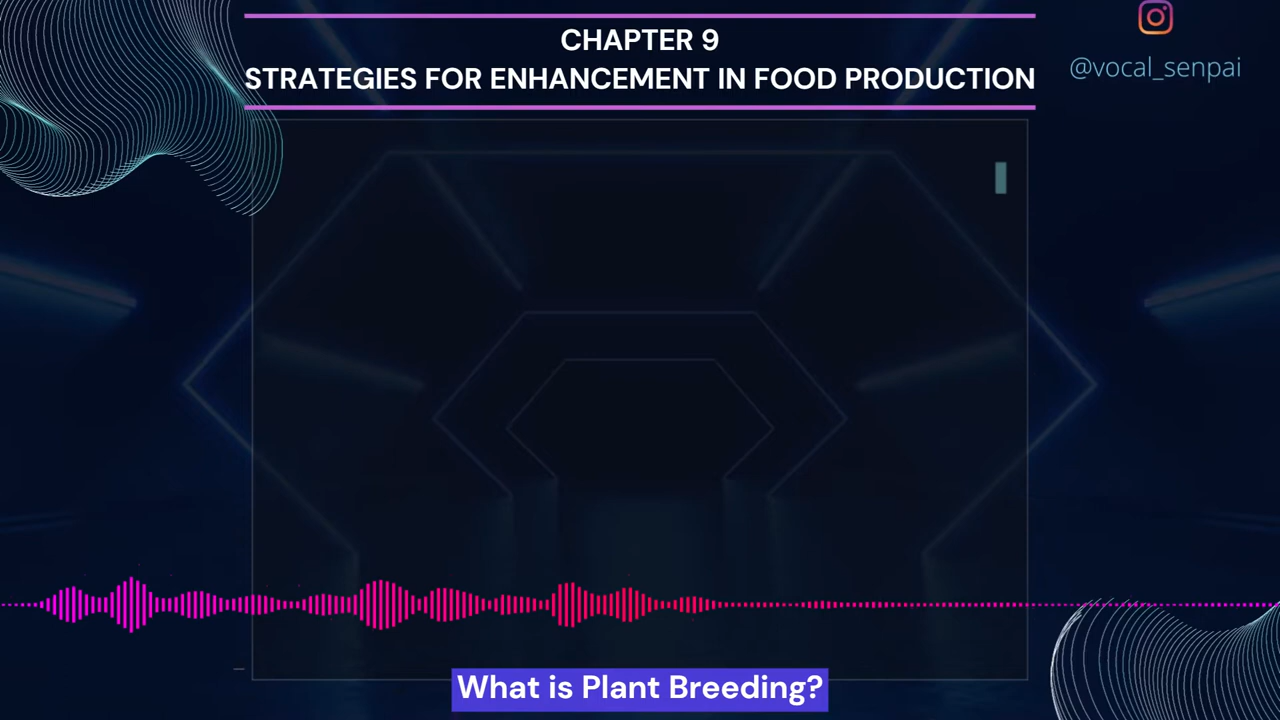 CHAPTER 9
STRATEGIES FOR ENHANCEMENT IN FOOD PRODUCTION
@vocal_senpai
What is Plant Breeding?